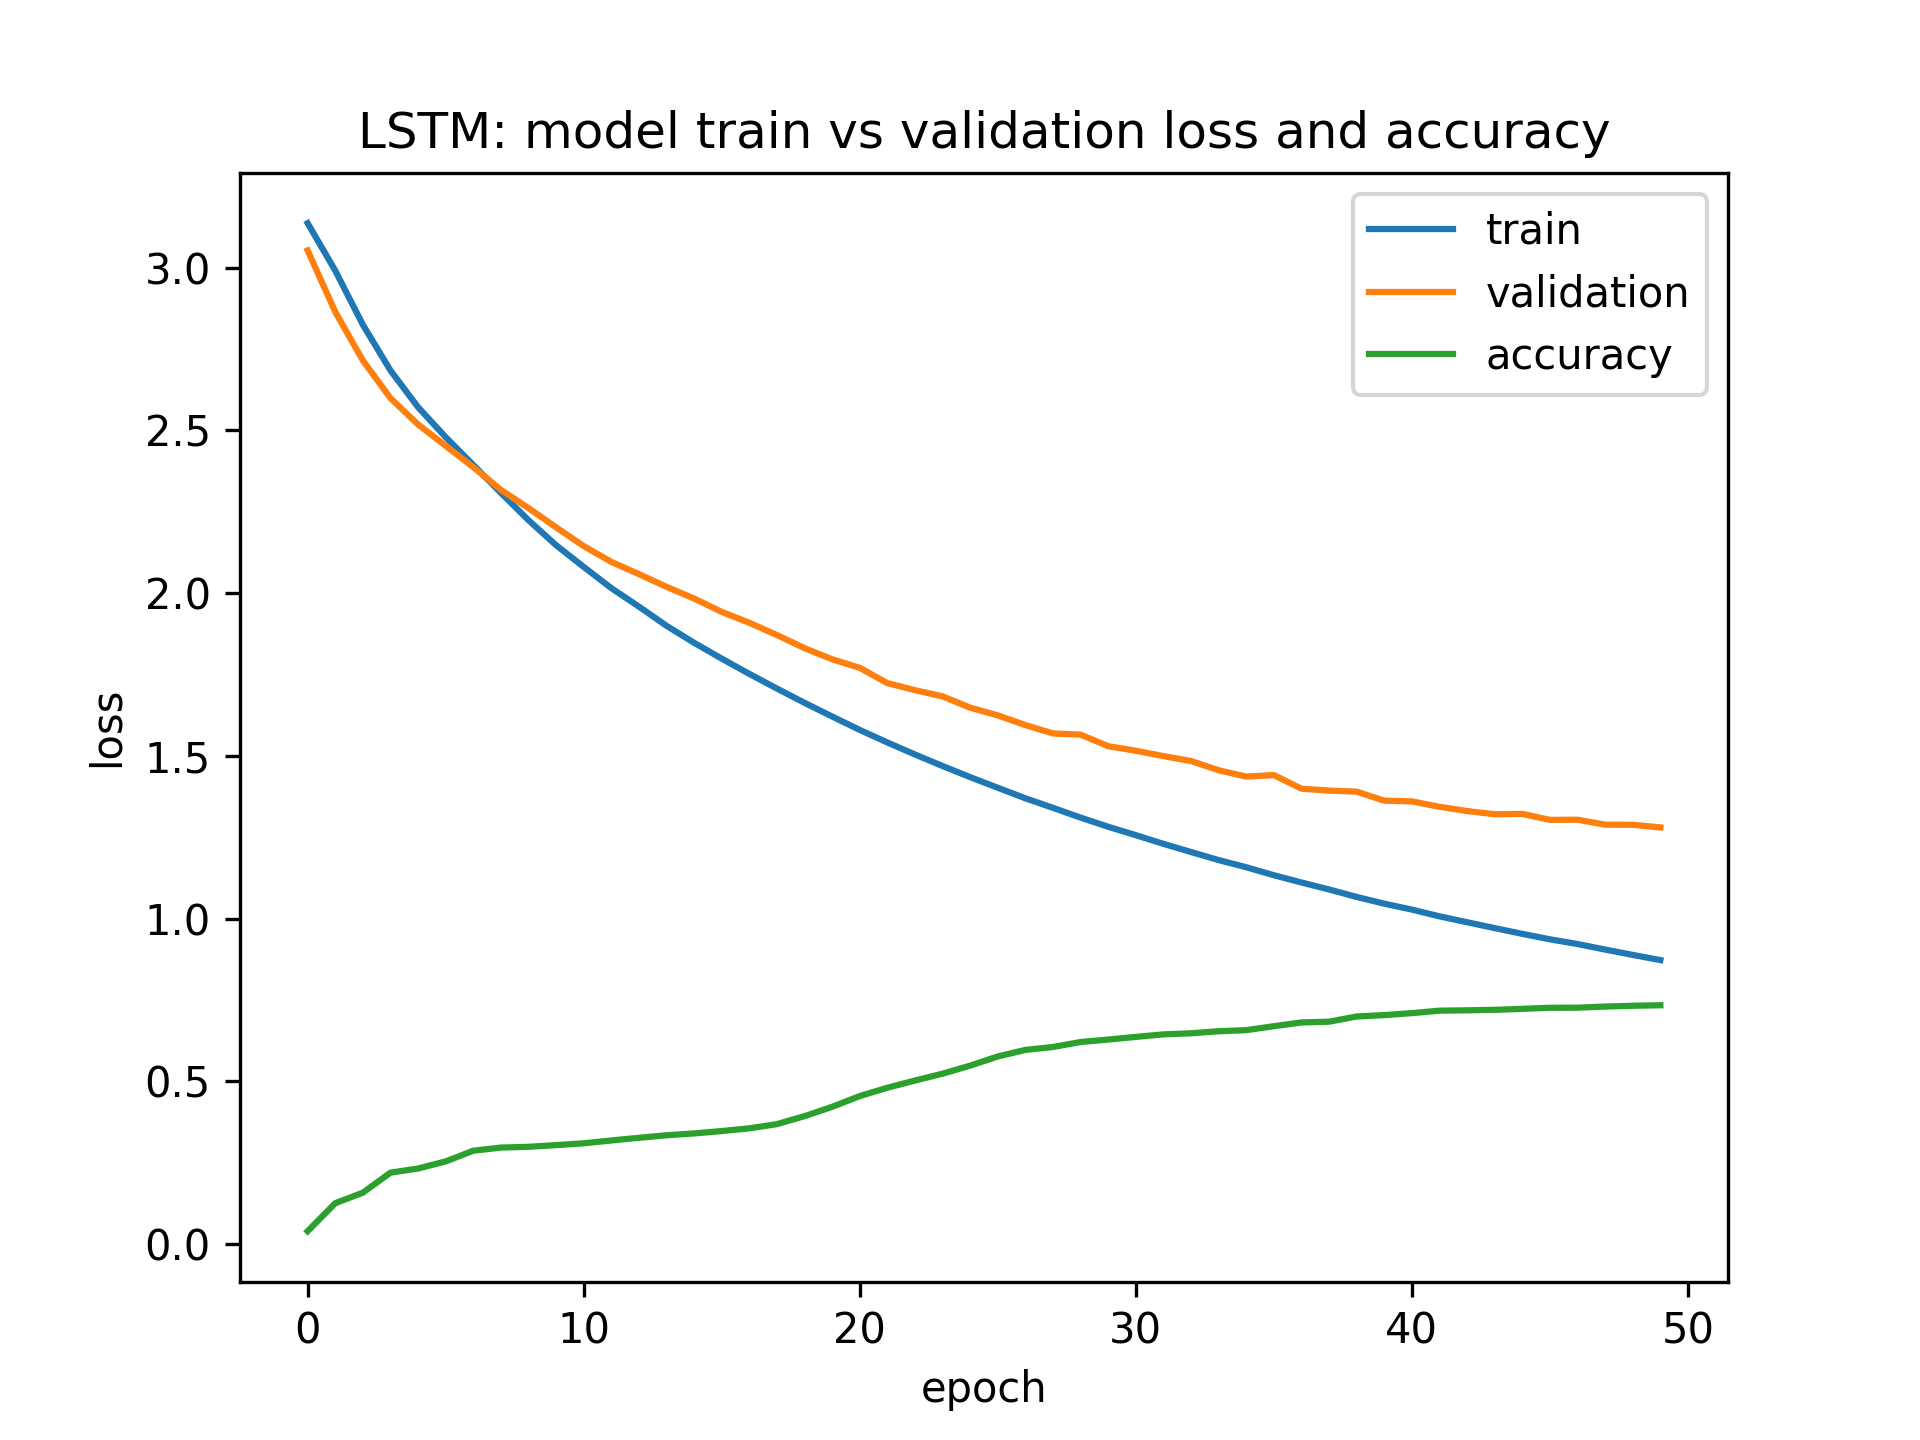 LSTM: model train vs validation loss and accuracy
train
validation
accuracy
loss
3.0
2.5
2.0
1.5
1.0
0.5
0.0
0 10 20 30 40 50
epoch